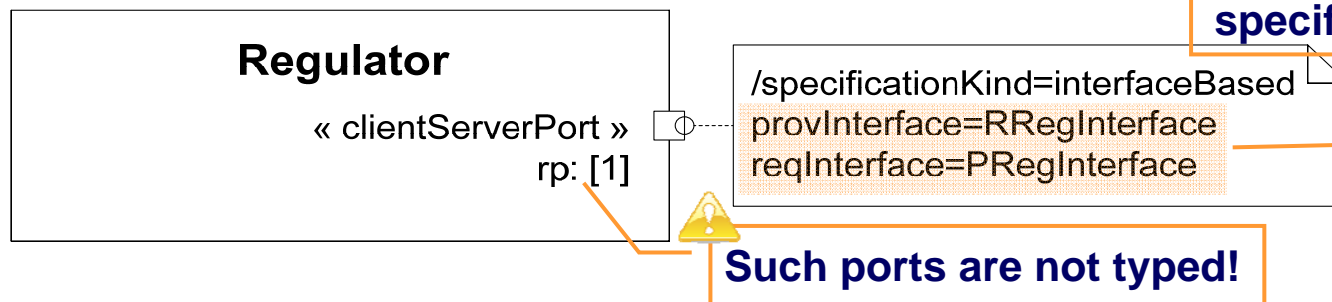 Regulator
« clientServerPort »
rp: [1]
/specificationKind=interfaceBased
provInterface=RRegInterface
reqInterface=PRegInterface
Such ports are not typed!